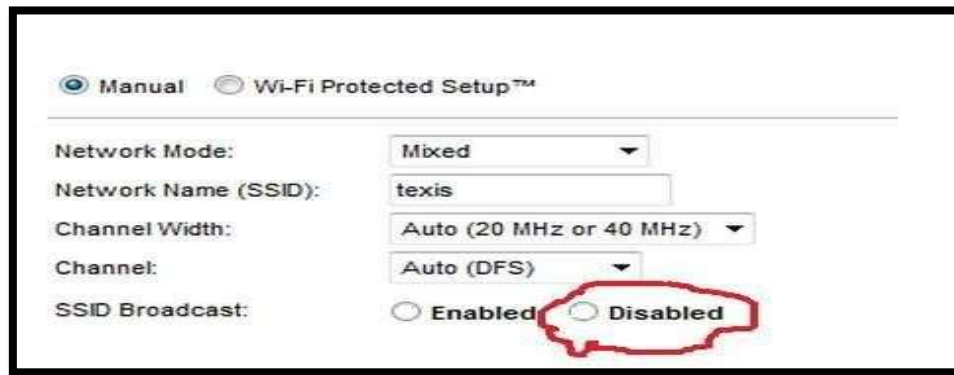 Manual Wi-Fi Protected Setup™
Network Mode: Mixed
Network Name (SSID): texis
Channel Width: Auto (20 MHz or 40 MHz)
Channel: Auto (DFS)
SSID Broadcast: Enabled Disabled